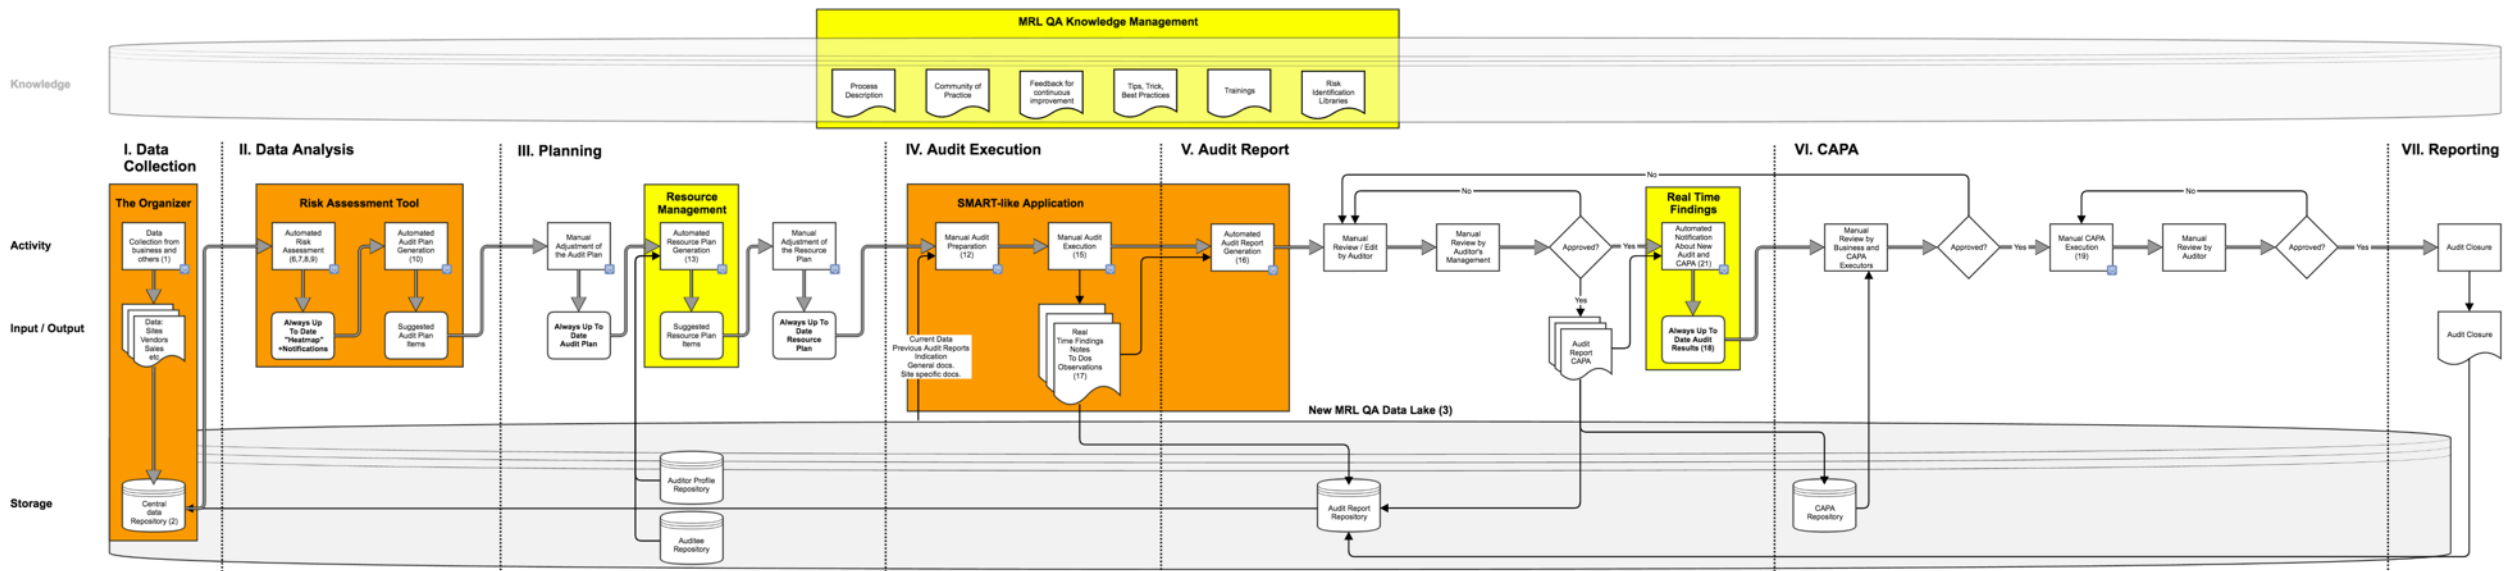 MRL QA Knowledge Management
Knowledge
Process
Description
Community of
Practice
Feedback for
continuous
improvement
Tips, Trick,
Best Practices
Trainings
Risk
Identification
Libraries
I. Data
Collection
II. Data Analysis
III. Planning
IV. Audit Execution
V. Audit Report
VI. CAPA
VII. Reporting
Activity
The Organizer
Data
Collection from
business and
others (1)
Risk Assessment Tool
Automated
Risk
Assessment
(6,7,8,9)
Automated
Audit Plan
Generation
(10)
Manual
Adjustment of
the Audit Plan
Resource
Management
Automated
Resource Plan
Generation
(13)
Manual
Adjustment of
the Resource
Plan
SMART-like Application
Manual Audit
Preparation
(12)
Manual Audit
Execution
(15)
Automated
Audit Report
Generation
(16)
Manual
Review / Edit
by Auditor
Manual
Review by
Auditor's
Management
No
Approved?
Yes
Yes
No
Real Time
Findings
Automated
Notification
About New
Audit and
CAPA (21)
Manual
Review by
Business and
CAPA
Executors
Approved?
Yes
Manual CAPA
Execution
(19)
Manual
Review by
Auditor
No
Approved?
Yes
Audit Closure
Input / Output
Data:
Sites
Vendors
Sales
etc
Always Up
To Date
"Heatmap"
+Notifications
Suggested
Audit Plan
Items
Always Up To
Date
Audit Plan
Suggested
Resource Plan
Items
Always Up To
Date
Resource
Plan
Current Data
Previous Audit Reports
Indication
General docs.
Site specific docs.
Real
Time Findings
Notes
To Dos
Observations
(17)
Audit
Report
CAPA
Always Up To
Date Audit
Results (18)
Audit Closure
New MRL QA Data Lake (3)
Storage
Central
data
Repository (2)
Auditor Profile
Repository
Auditee
Repository
Audit Report
Repository
CAPA
Repository